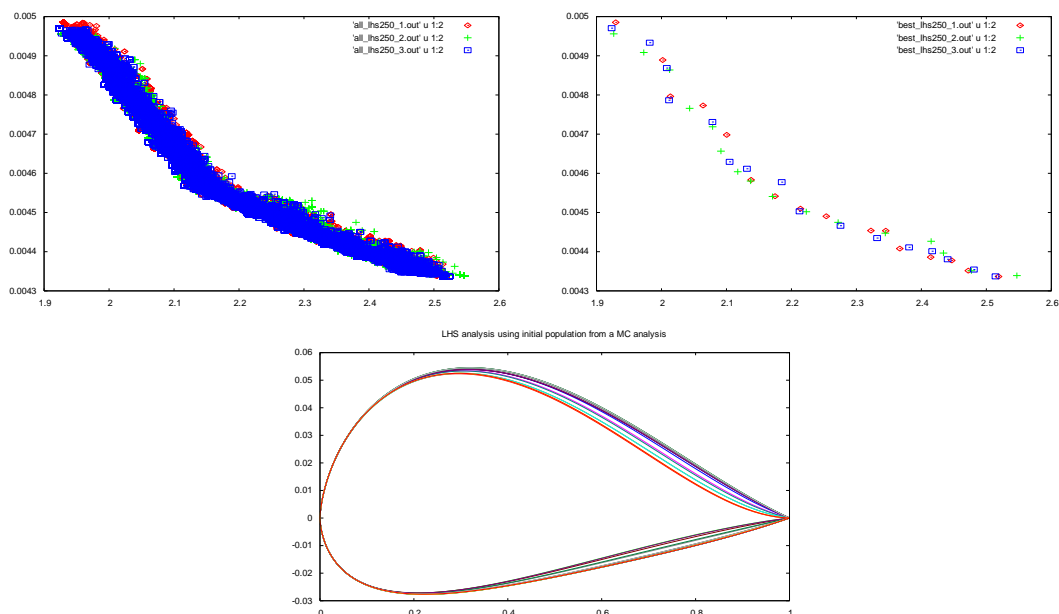 'all_lhs250_1.out' u 1:2
'all_lhs250_2.out' u 1:2
'all_lhs250_3.out' u 1:2
0.005
0.0049
0.0048
0.0047
0.0046
0.0045
0.0044
0.0043
1.9 2 2.1 2.2 2.3 2.4 2.5 2.6
'best_lhs250_1.out' u 1:2
'best_lhs250_2.out' u 1:2
'best_lhs250_3.out' u 1:2
0.005
0.0049
0.0048
0.0047
0.0046
0.0045
0.0044
0.0043
1.9 2 2.1 2.2 2.3 2.4 2.5 2.6
LHS analysis using initial population from a MC analysis
0.06
0.05
0.04
0.03
0.02
0.01
0
-0.01
-0.02
-0.03
0 0.2 0.4 0.6 0.8 1